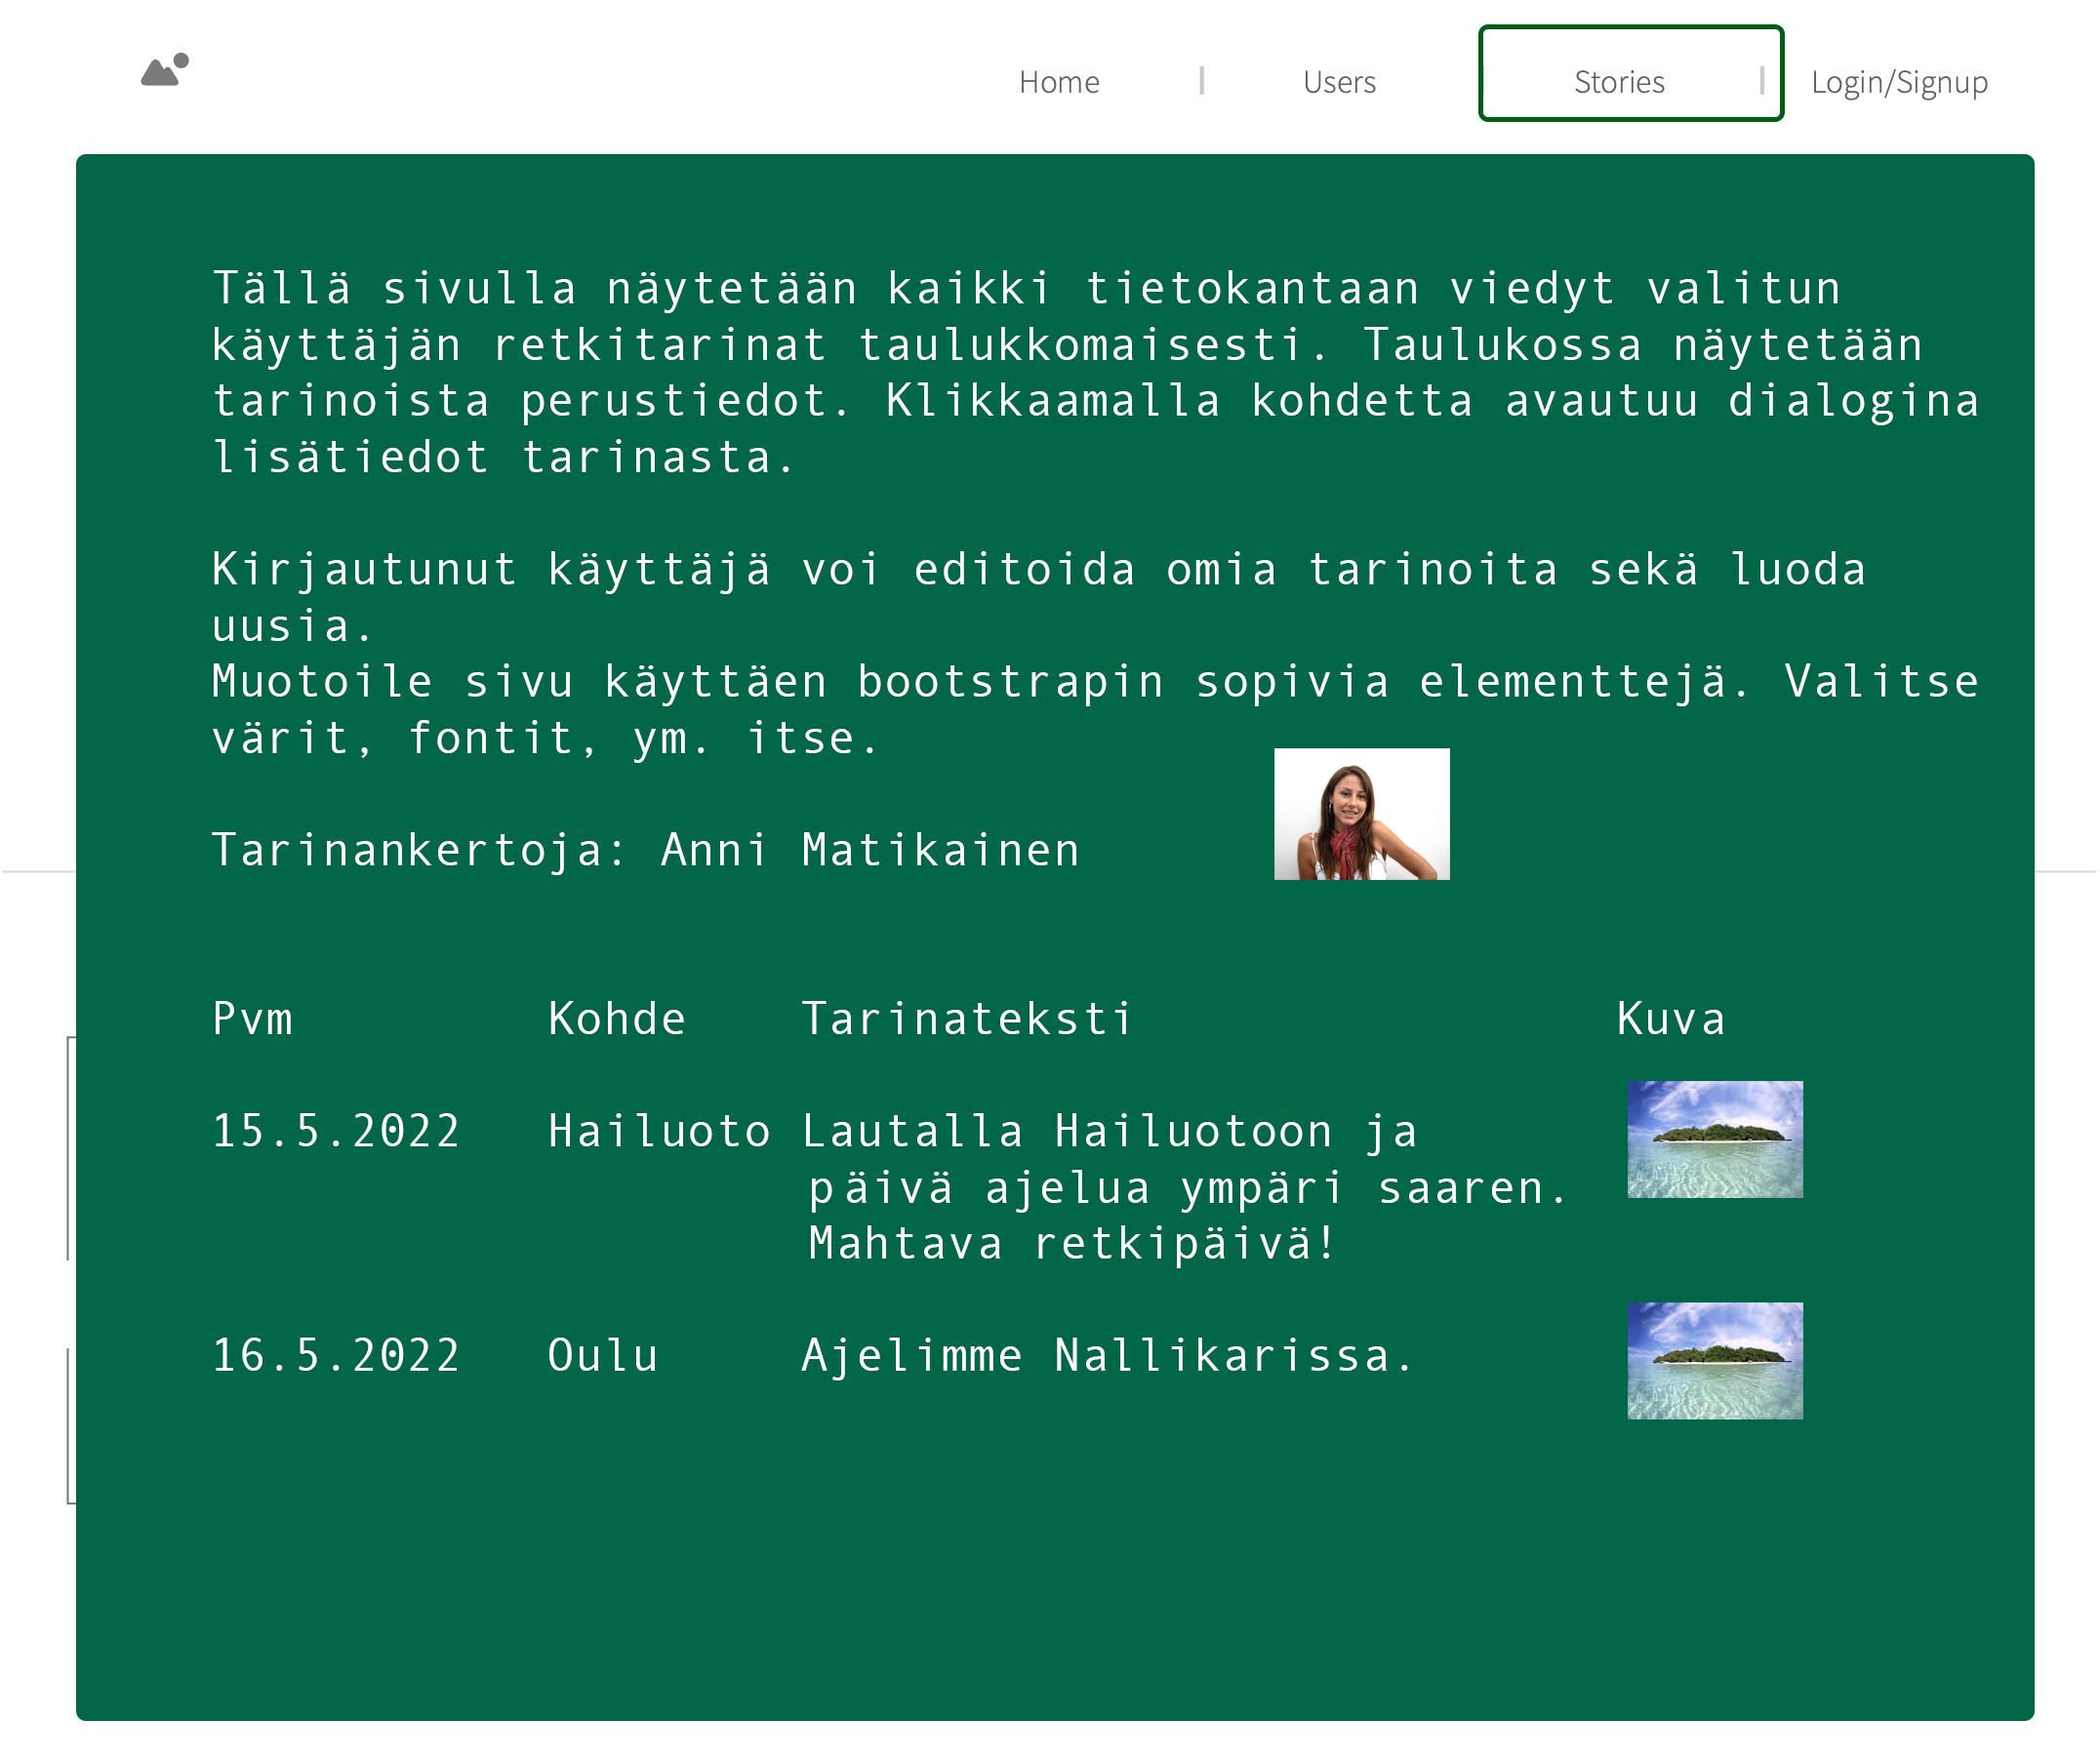 Home | Users Stories | Login/Signup
Tällä sivulla näytetään kaikki tietokantaan viedyt valitun
käyttäjän retkitarinat taulukkomaisesti. Taulukossa näytetään
tarinoista perustiedot. Klikkaamalla kohdetta avautuu dialogina
lisätiedot tarinasta.
Kirjautunut käyttäjä voi editoida omia tarinoita sekä luoda
uusia.
Muotoile sivu käyttäen bootstrapin sopivia elementtejä. Valitse
värit, fontit, ym. itse.
Tarinankertoja: Anni Matikainen
Pvm Kohde Tarinateksti Kuva
15.5.2022 Hailuoto Lautalla Hailuotoon ja
päivä ajelua ympäri saaren.
Mahtava retkipäivä!
16.5.2022 Oulu Ajelimme Nallikarissa.